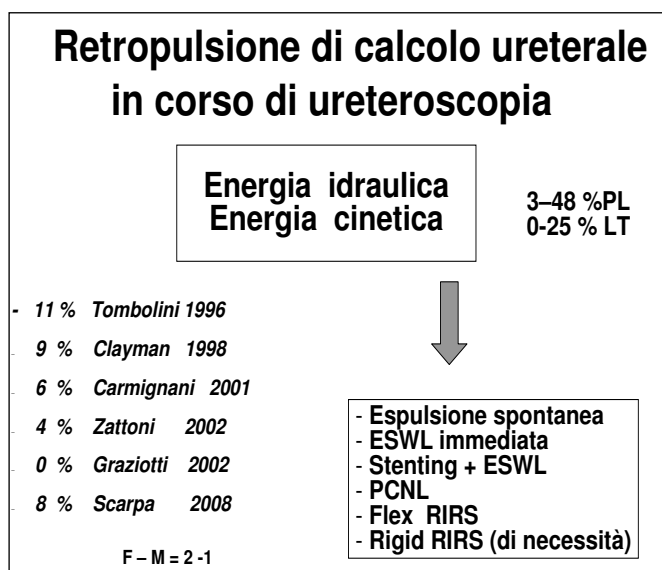 Retropulsione di calcolo ureterale
in corso di ureteroscopia
Energia idraulica
Energia cinetica
3–48 %PL
0-25 % LT
- 11 % Tombolini 1996
- 9 % Clayman 1998
- 6 % Carmignani 2001
- 4 % Zattoni 2002
- 0 % Graziotti 2002
- 8 % Scarpa 2008
F – M = 2 -1
- Espulsione spontanea
- ESWL immediata
- Stenting + ESWL
- PCNL
- Flex RIRS
- Rigid RIRS (di necessità)